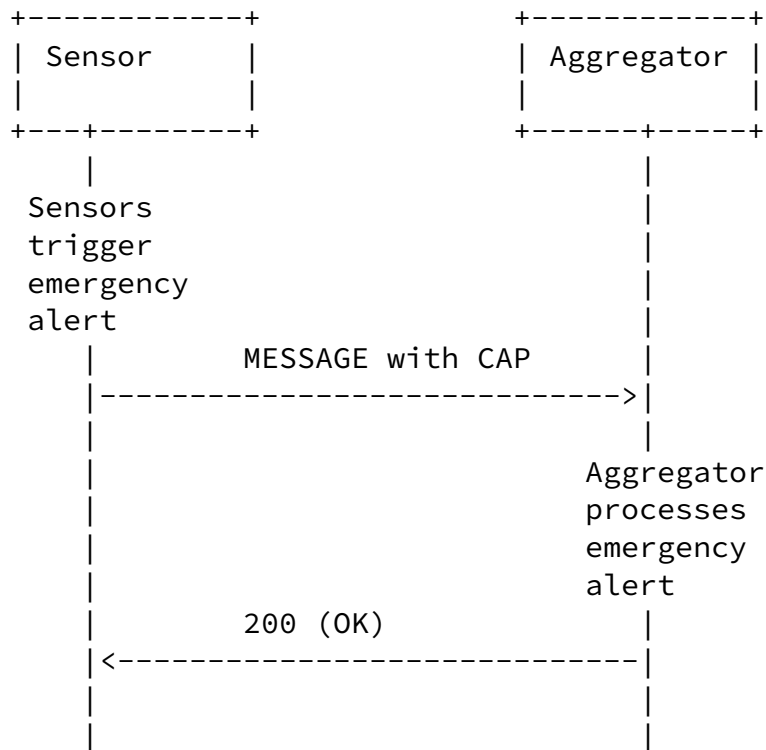 Sensor
Aggregator
Sensors
trigger
emergency
alert
MESSAGE with CAP
Aggregator
processes
emergency
alert
200 (OK)